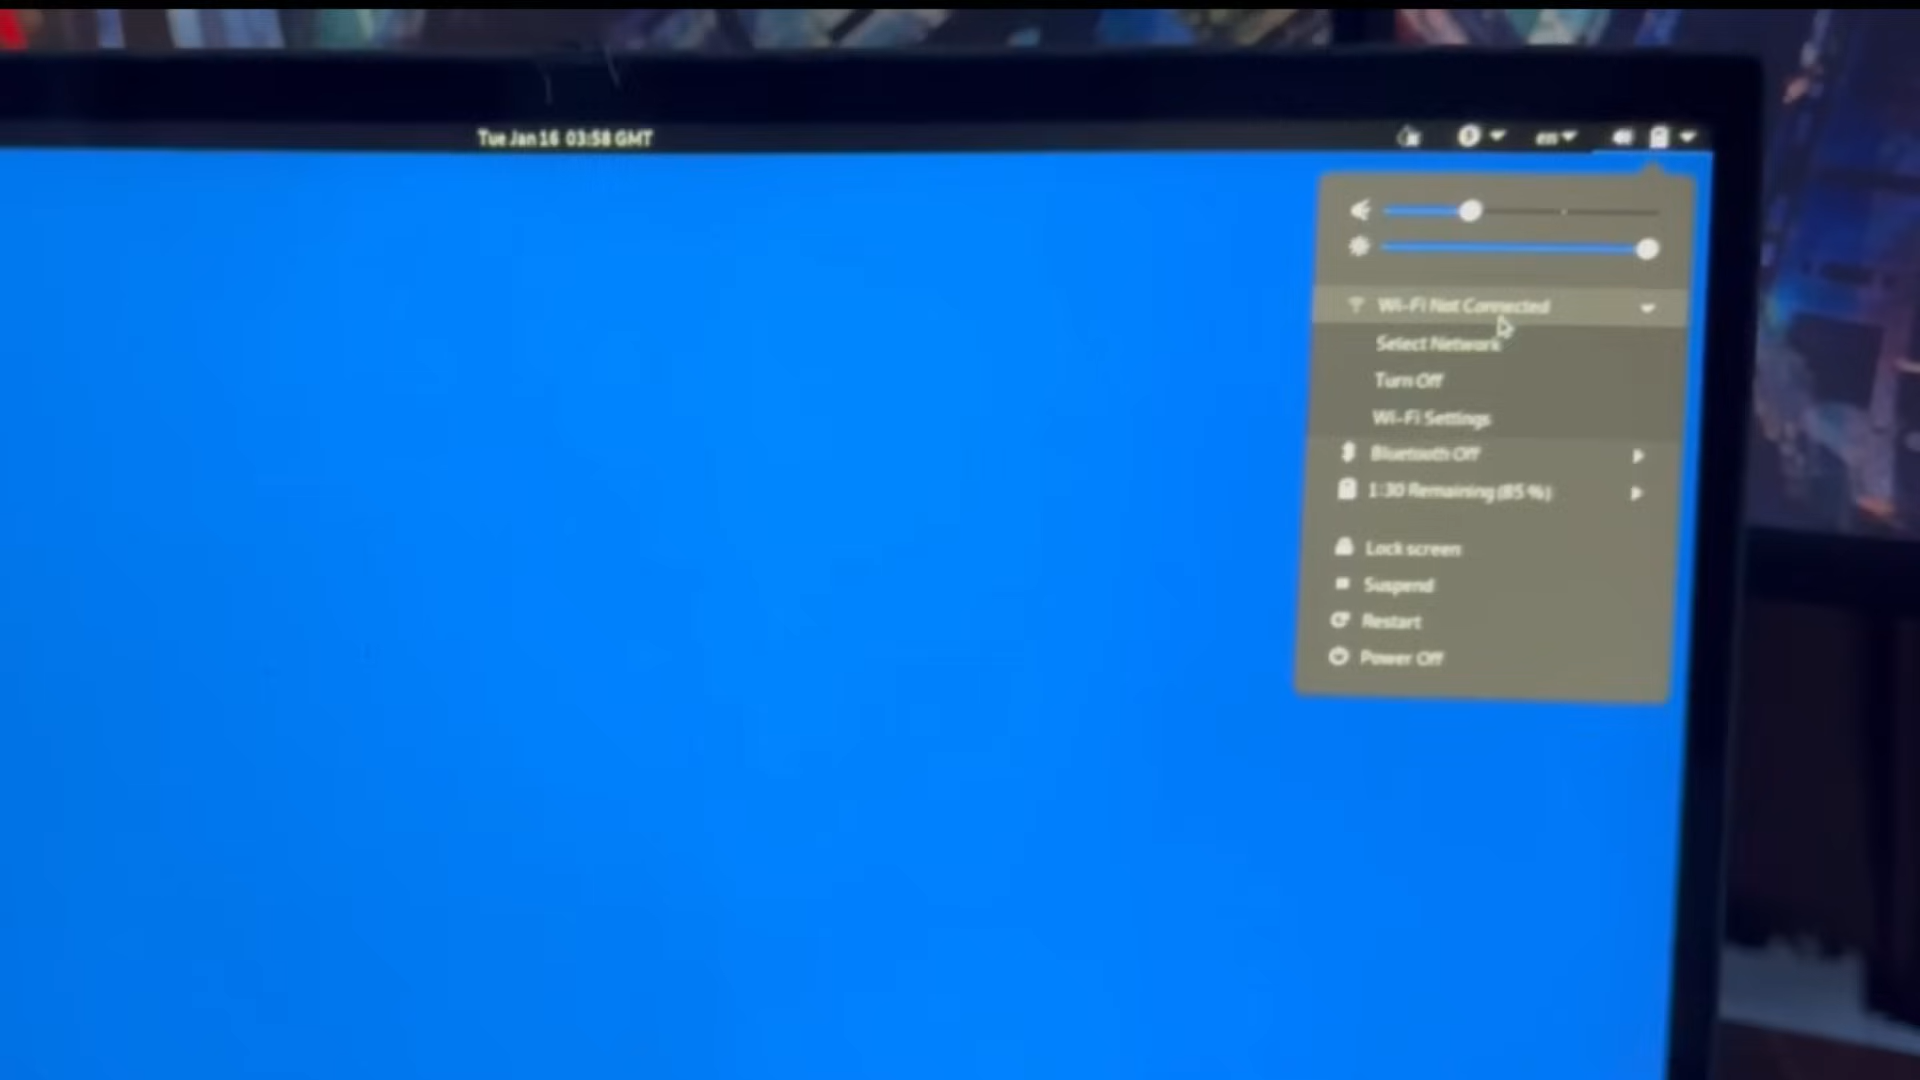 Tue Jan 16 03:58 GMT
en
Wi-Fi Not Connected
Select Network
Turn Off
Wi-Fi Settings
Bluetooth Off
1:30 Remaining (85 %)
Lock screen
Suspend
Restart
Power Off